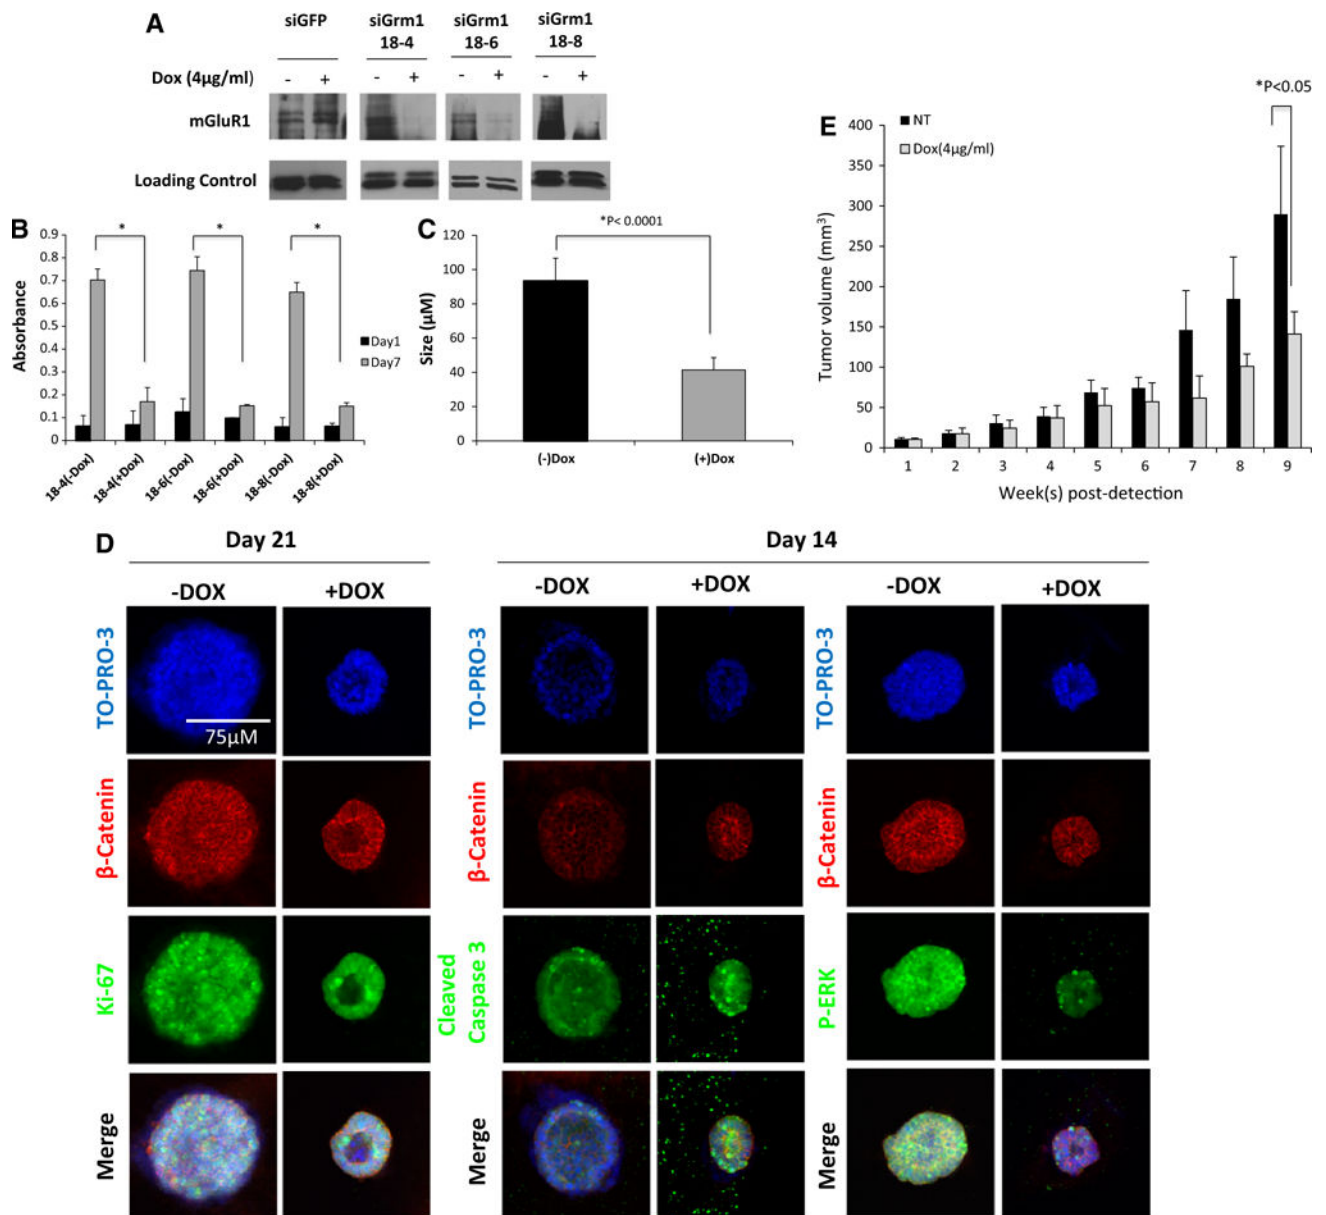 A
siGFP
siGrm1
18-4
siGrm1
18-6
siGrm1
18-8
Dox (4µg/ml)
- + - + - + - +
mGluR1
Loading Control
B
Absorbance
0.9
0.8
0.7
0.6
0.5
0.4
0.3
0.2
0.1
0
* * *
Day1
Day7
18-4(-Dox)
18-4(+Dox)
18-6(-Dox)
18-6(+Dox)
18-8(-Dox)
18-8(+Dox)
C
*P< 0.0001
Size (µM)
120
100
80
60
40
20
0
(-)Dox
(+)Dox
E
*P<0.05
NT
Dox(4µg/ml)
Tumor volume (mm³)
400
350
300
250
200
150
100
50
0
1 2 3 4 5 6 7 8 9
Week(s) post-detection
D
Day 21
Day 14
-DOX +DOX -DOX +DOX -DOX +DOX
TO-PRO-3
75µM
TO-PRO-3
TO-PRO-3
β-Catenin
β-Catenin
β-Catenin
Ki-67
Cleaved
Caspase 3
P-ERK
Merge
Merge
Merge